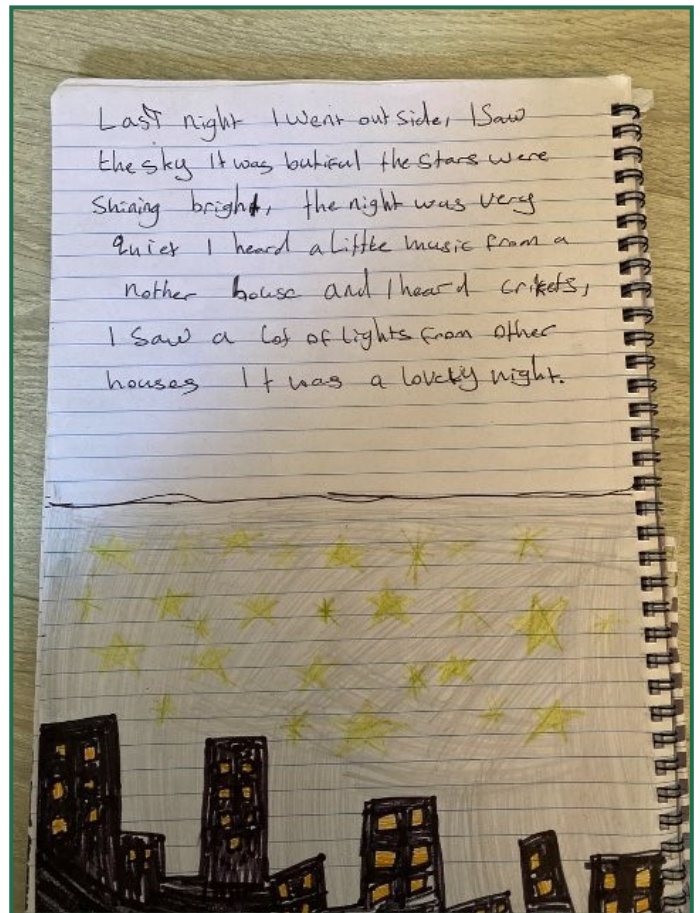 Last night I went out side, I saw
the sky It was butiful the stars were
shining bright, the night was very
quiet I heard a little music from a
nother house and I heard crikets,
I saw a lot of lights from other
houses It was a lovely night.